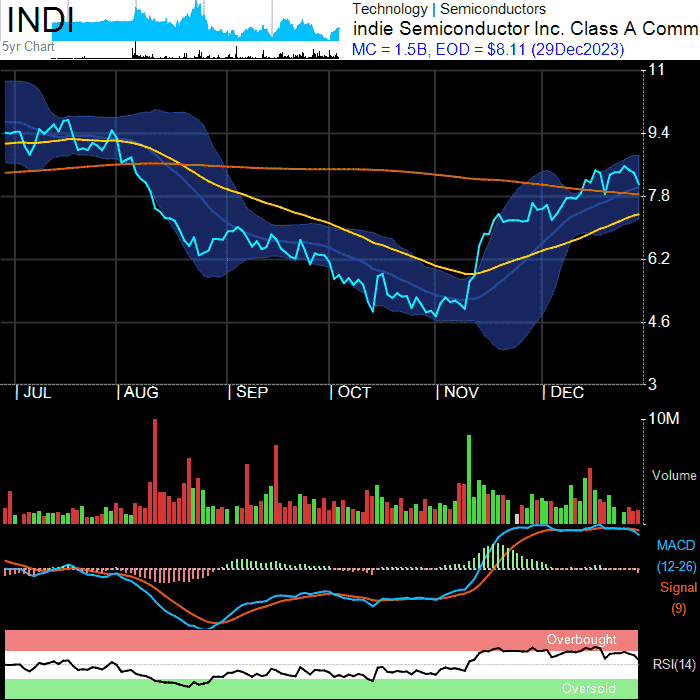 INDI
5yr Chart
Technology | Semiconductors
indie Semiconductor Inc. Class A Comm
MC = 1.5B, EOD = $8.11 (29Dec2023)
11
9.4
7.8
6.2
4.6
3
JUL
AUG
SEP
OCT
NOV
DEC
10M
Volume
MACD
(12-26)
Signal
(9)
Overbought
RSI(14)
Oversold